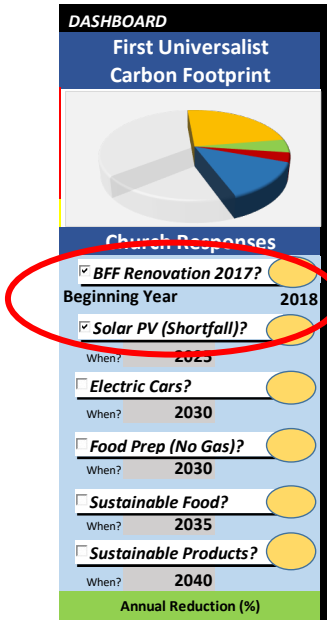 DASHBOARD
First Universalist
Carbon Footprint
Church Responses
BFF Renovation 2017?
Beginning Year 2018
Solar PV (Shortfall)?
When? 2025
Electric Cars?
When? 2030
Food Prep (No Gas)?
When? 2030
Sustainable Food?
When? 2035
Sustainable Products?
When? 2040
Annual Reduction (%)